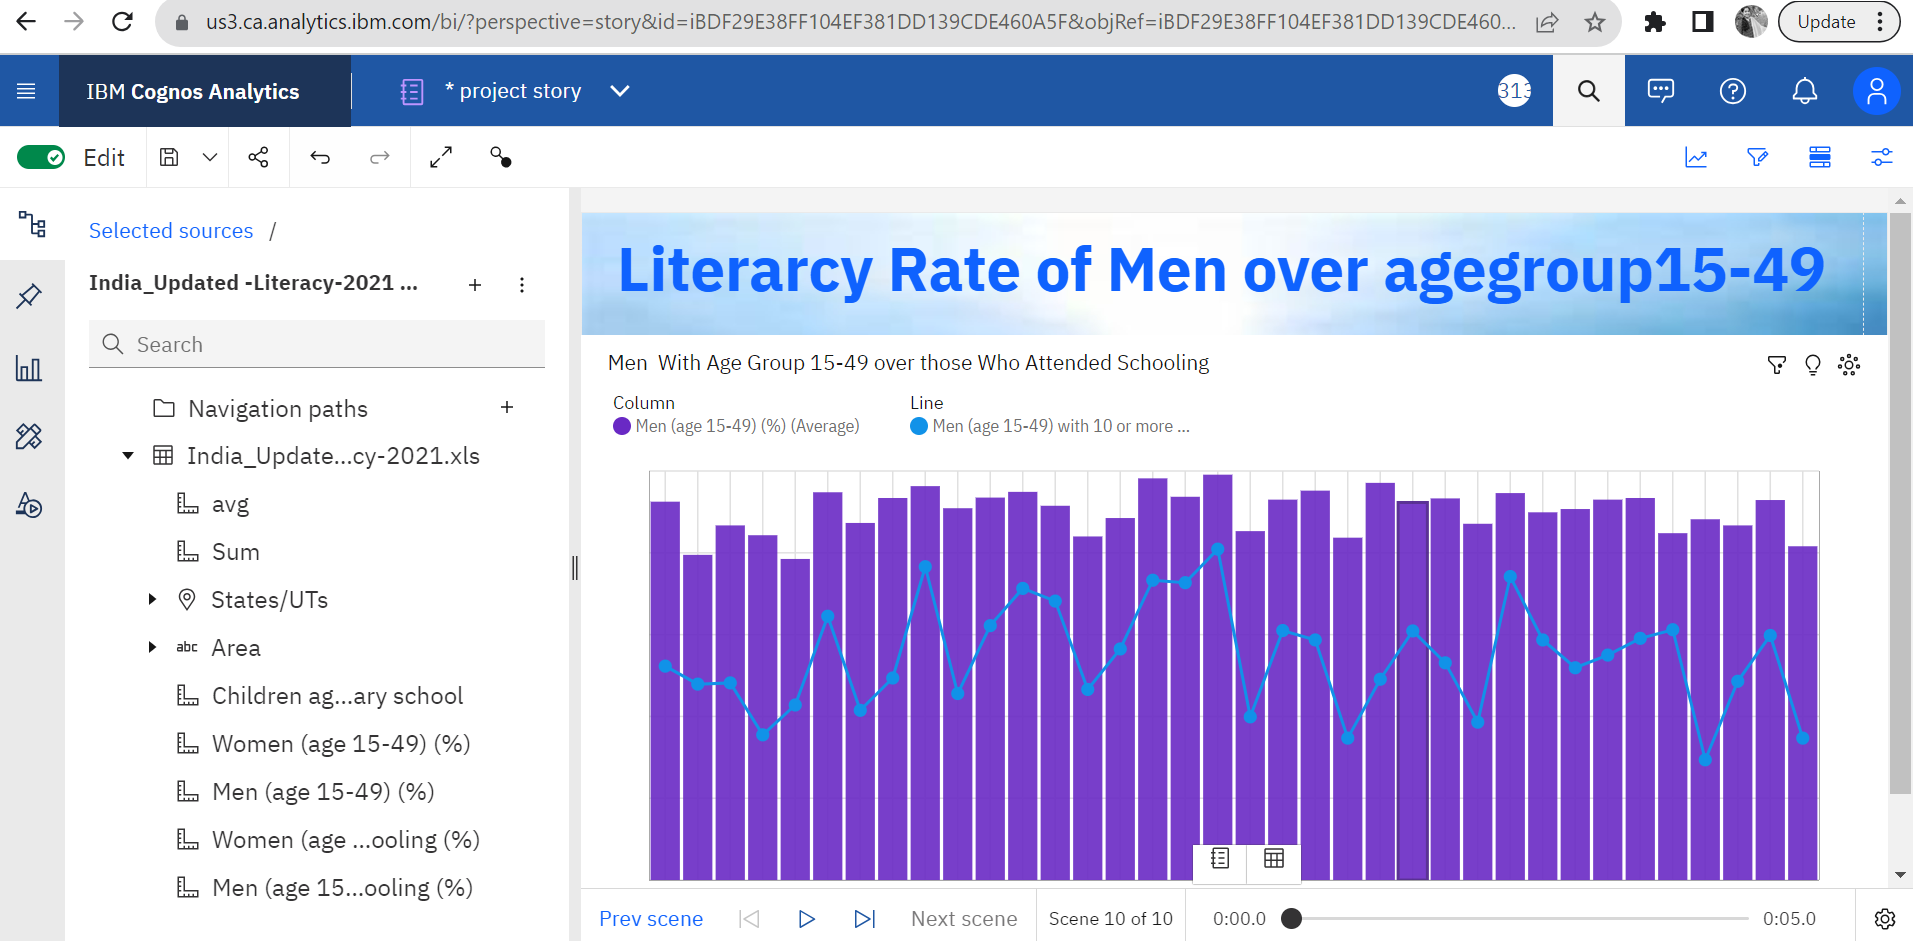 us3.ca.analytics.ibm.com/bi/?perspective=story&id=iBDF29E38FF104EF381DD139CDE460A5F&objRef=iBDF29E38FF104EF381DD139CDE460...
Update
IBM Cognos Analytics
* project story
313
Edit
Selected sources /
India_Updated -Literacy-2021 ...
Search
Navigation paths
India_Update...cy-2021.xls
avg
Sum
States/UTs
abc Area
Children ag...ary school
Women (age 15-49) (%)
Men (age 15-49) (%)
Women (age ...ooling (%)
Men (age 15...ooling (%)
Literarcy Rate of Men over agegroup15-49
Men With Age Group 15-49 over those Who Attended Schooling
Column
Men (age 15-49) (%) (Average)
Line
Men (age 15-49) with 10 or more ...
Prev scene
Next scene
Scene 10 of 10
0:00.0
0:05.0